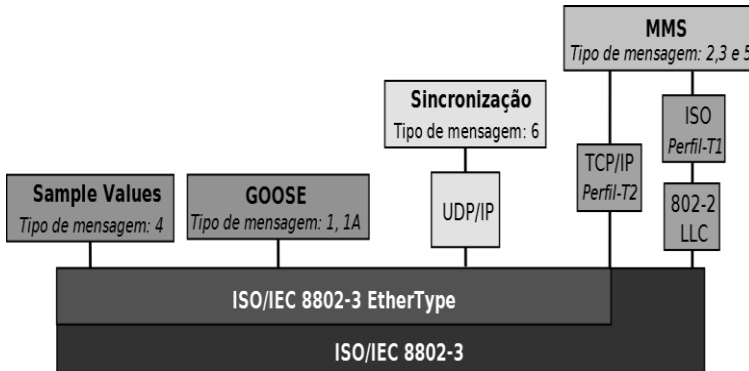 MMS
Tipo de mensagem: 2,3 e 5
Sincronização
Tipo de mensagem: 6
ISO
Perfil-T1
TCP/IP
Perfil-T2
Sample Values
Tipo de mensagem: 4
GOOSE
Tipo de mensagem: 1, 1A
UDP/IP
802-2
LLC
ISO/IEC 8802-3 EtherType
ISO/IEC 8802-3